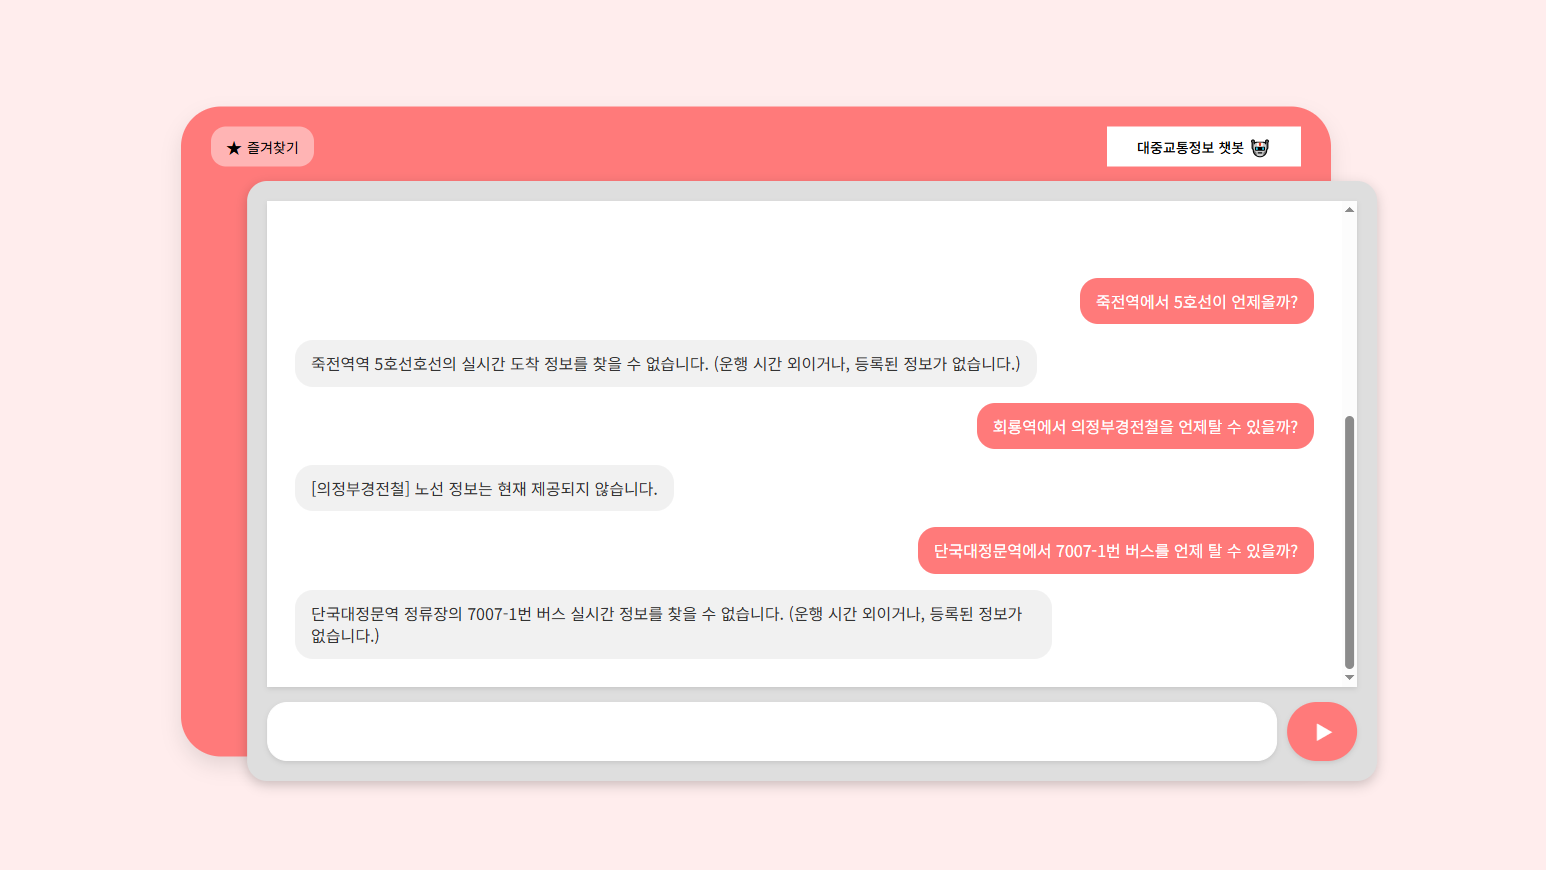 ★ 즐겨찾기
대중교통정보 챗봇
죽전역에서 5호선이 언제올까?
죽전역역 5호선호선의 실시간 도착 정보를 찾을 수 없습니다. (운행 시간 외이거나, 등록된 정보가 없습니다.)
회룡역에서 의정부경전철을 언제탈 수 있을까?
[의정부경전철] 노선 정보는 현재 제공되지 않습니다.
단국대정문역에서 7007-1번 버스를 언제 탈 수 있을까?
단국대정문역 정류장의 7007-1번 버스 실시간 정보를 찾을 수 없습니다. (운행 시간 외이거나, 등록된 정보가
없습니다.)